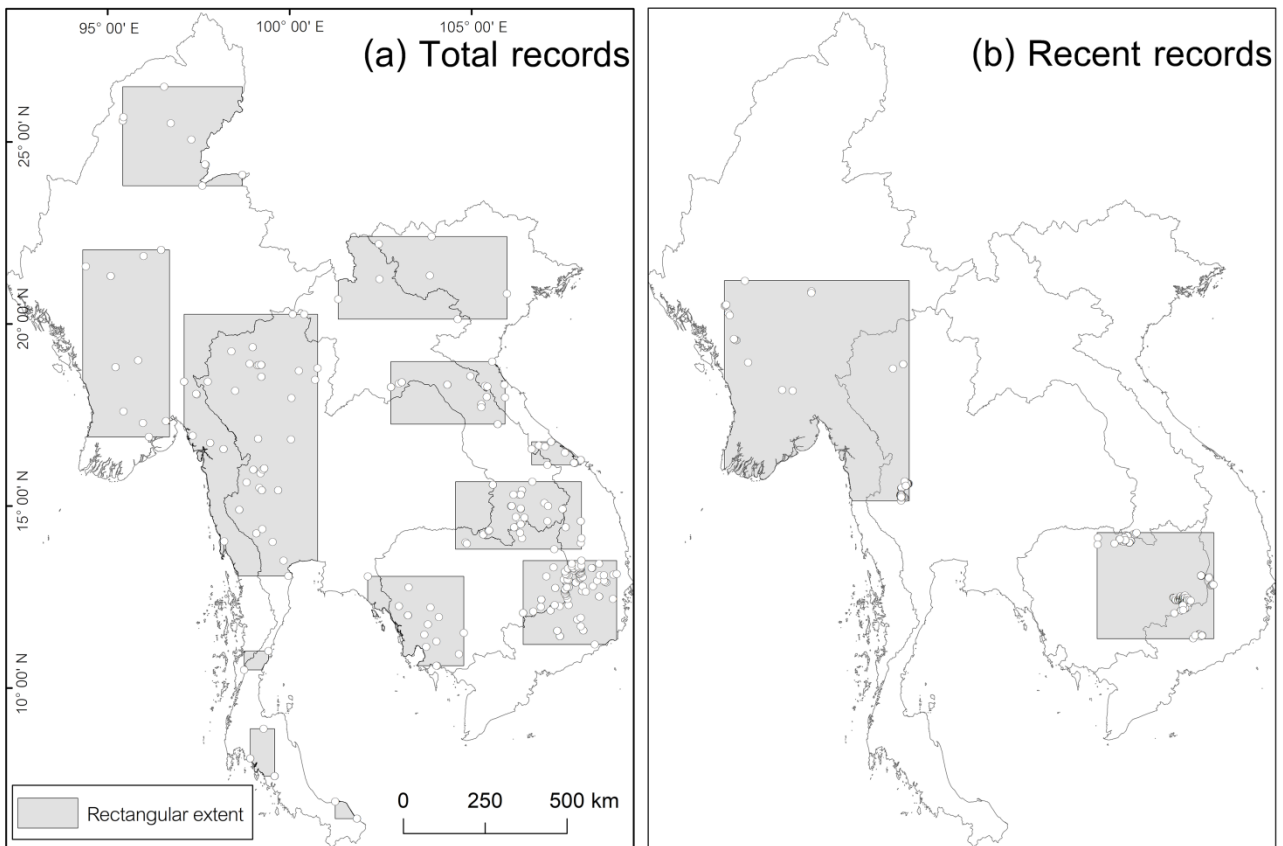 95° 00' E 100° 00' E 105° 00' E
(a) Total records
(b) Recent records
25° 00' N
20° 00' N
15° 00' N
10° 00' N
Rectangular extent
0 250 500 km